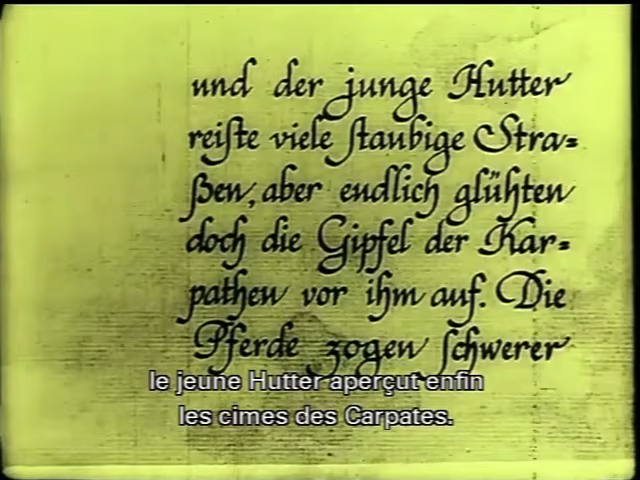 und der junge Hutter
reiſte viele ſtaubige Stra=
ßen, aber endlich glühten
doch die Gipfel der Kar=
pathen vor ihm auf. Die
Pferde zogen ſchwerer
le jeune Hutter aperçut enfin
les cimes des Carpates.